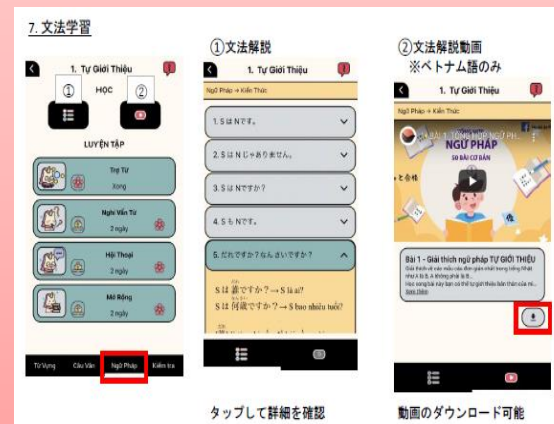 7. 文法学習
1. Tự Giới Thiệu
HỌC
①
②
LUYỆN TẬP
Trợ Từ
Xong
Nghi Vấn Từ
2 ngày
Hội Thoại
2 ngày
Mở Rộng
2 ngày
Từ Vựng
Câu Văn
Ngữ Pháp
Kiểm tra
①文法解説
1. Tự Giới Thiệu
Ngữ Pháp → Kiến Thức
1. S は N です。
2. S は N じゃありません。
3. S は N ですか?
4. S も N です。
5. だれですか?なんさいですか?
S は 誰ですか?→ S là ai?
S は 何歳ですか?→ S bao nhiêu tuổi?
タップして詳細を確認
②文法解説動画
※ベトナム語のみ
1. Tự Giới Thiệu
Ngữ Pháp → Kiến Thức
NGỮ PHÁP
50 BÀI CƠ BẢN
Bài 1 - Giải thích ngữ pháp TỰ GIỚI THIỆU
動画のダウンロード可能